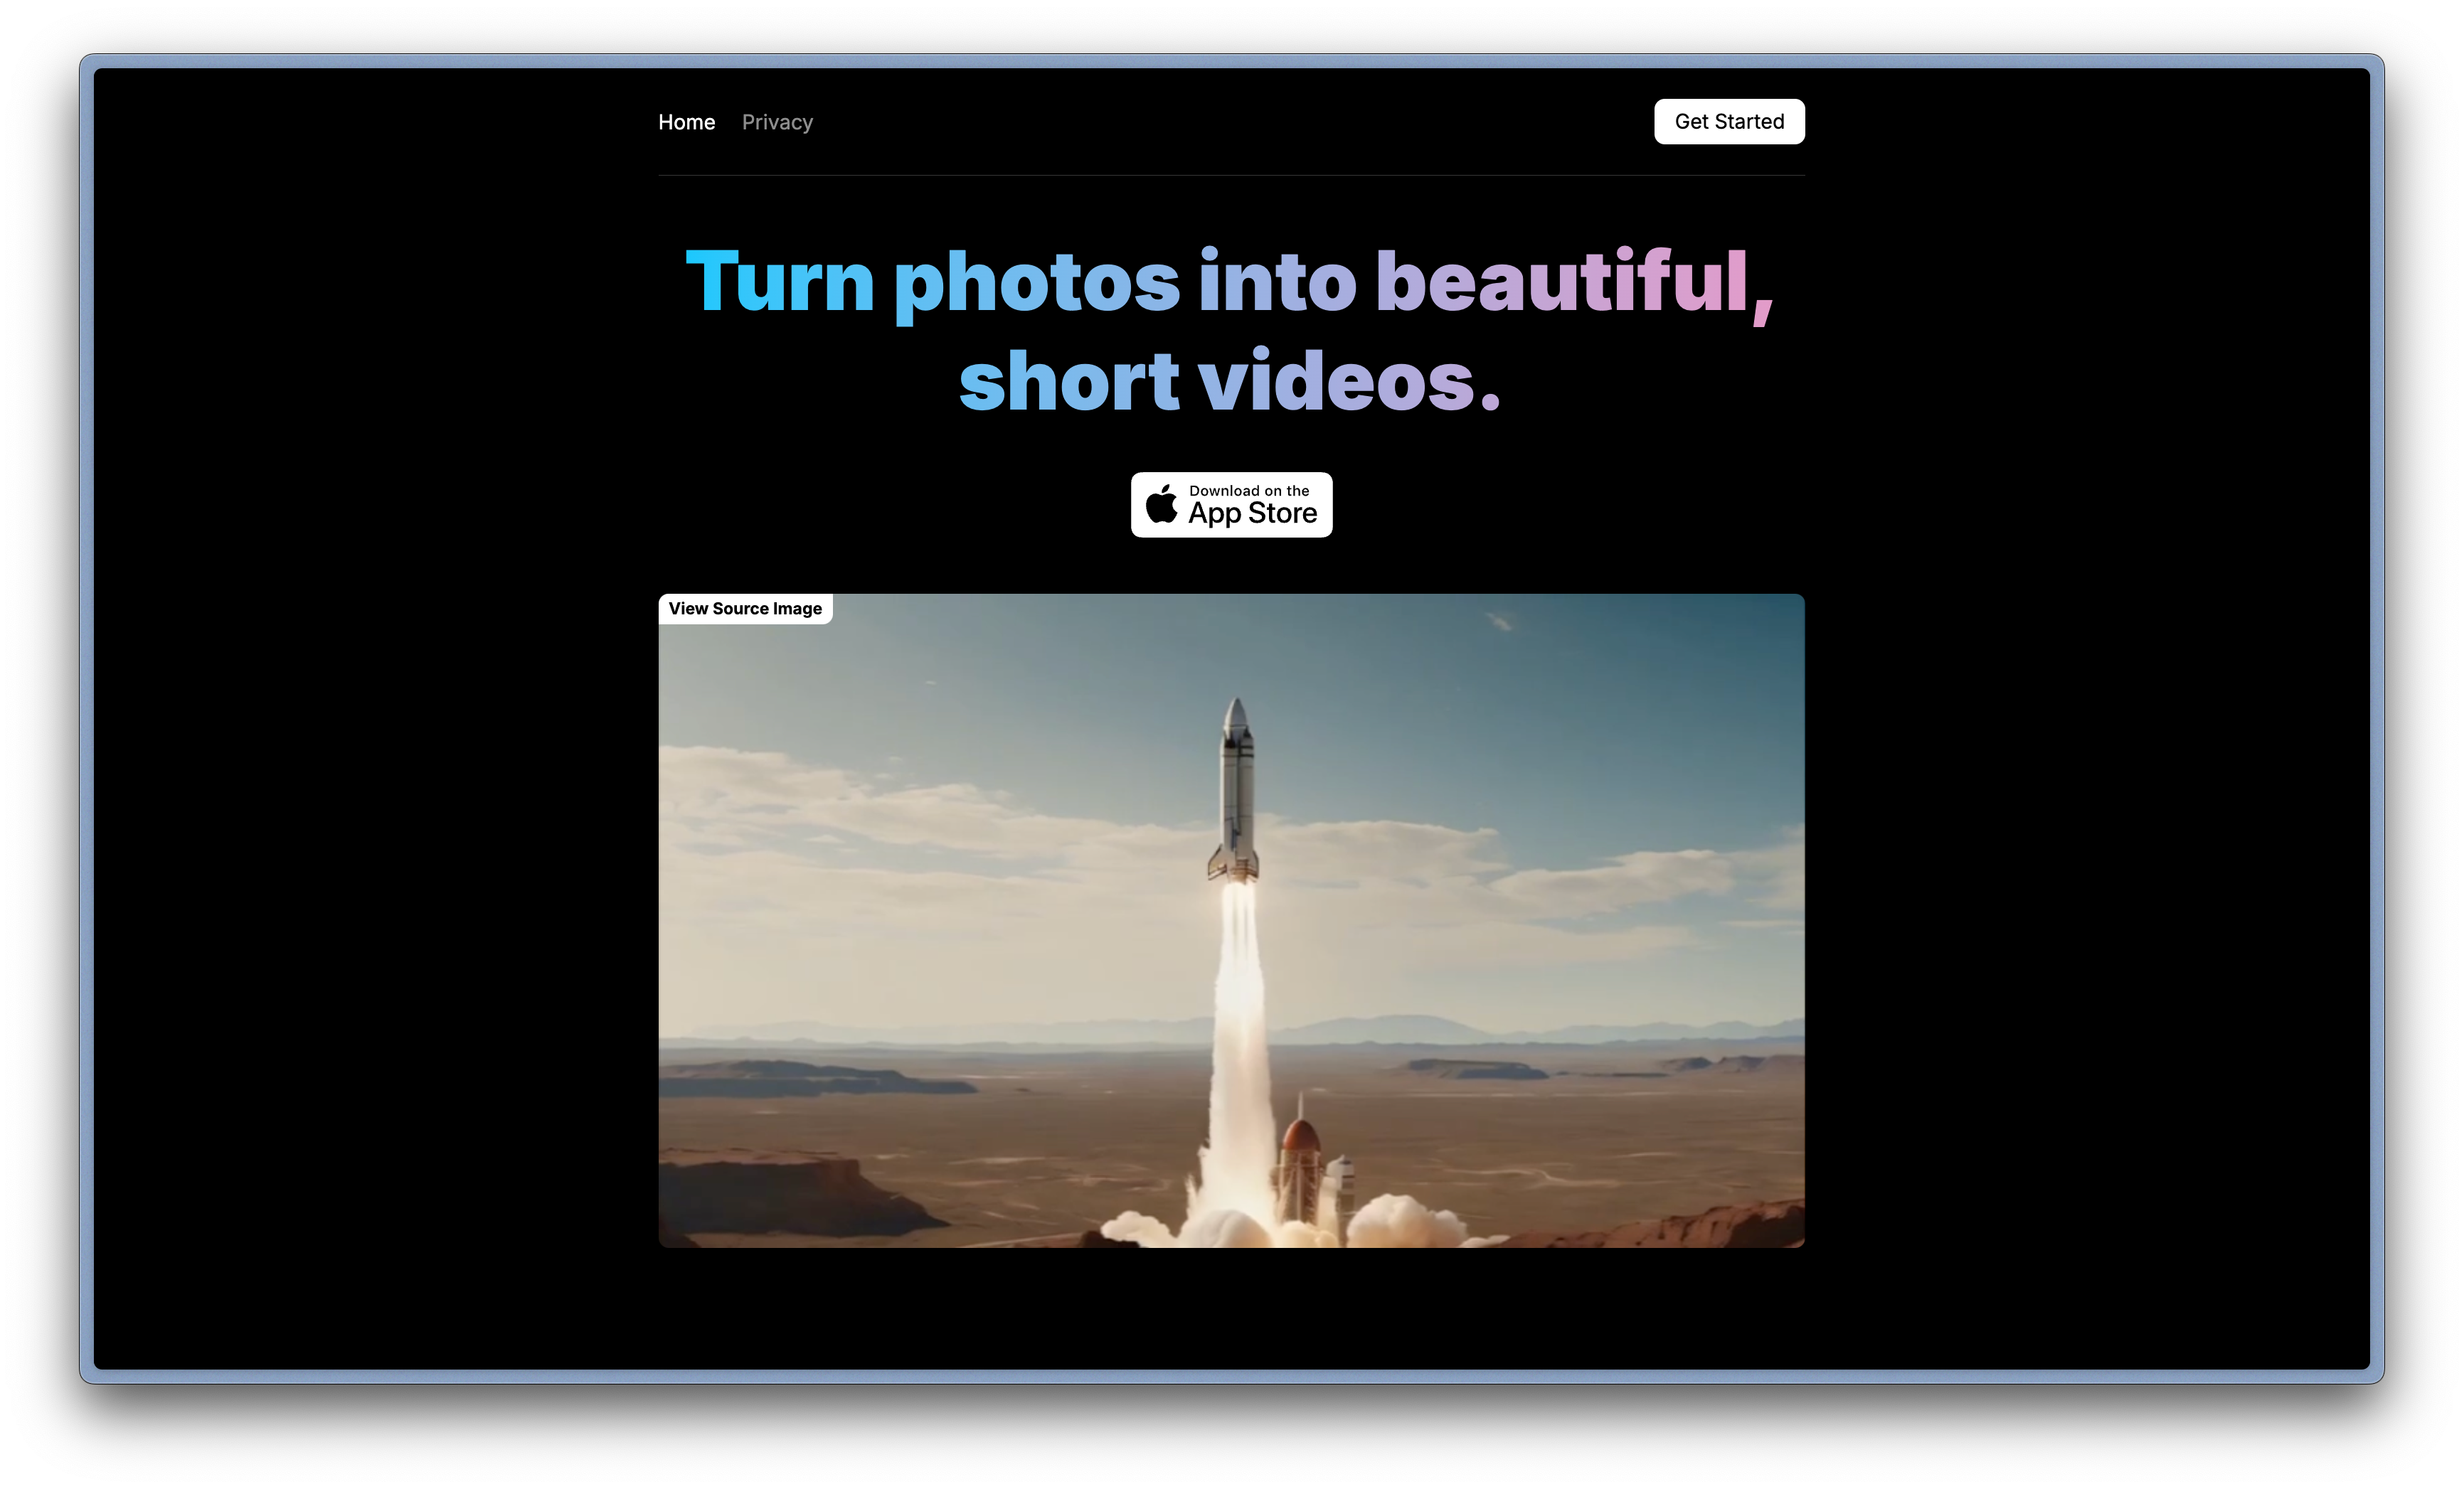 Home Privacy Get Started
Turn photos into beautiful,
short videos.
Download on the
App Store
View Source Image